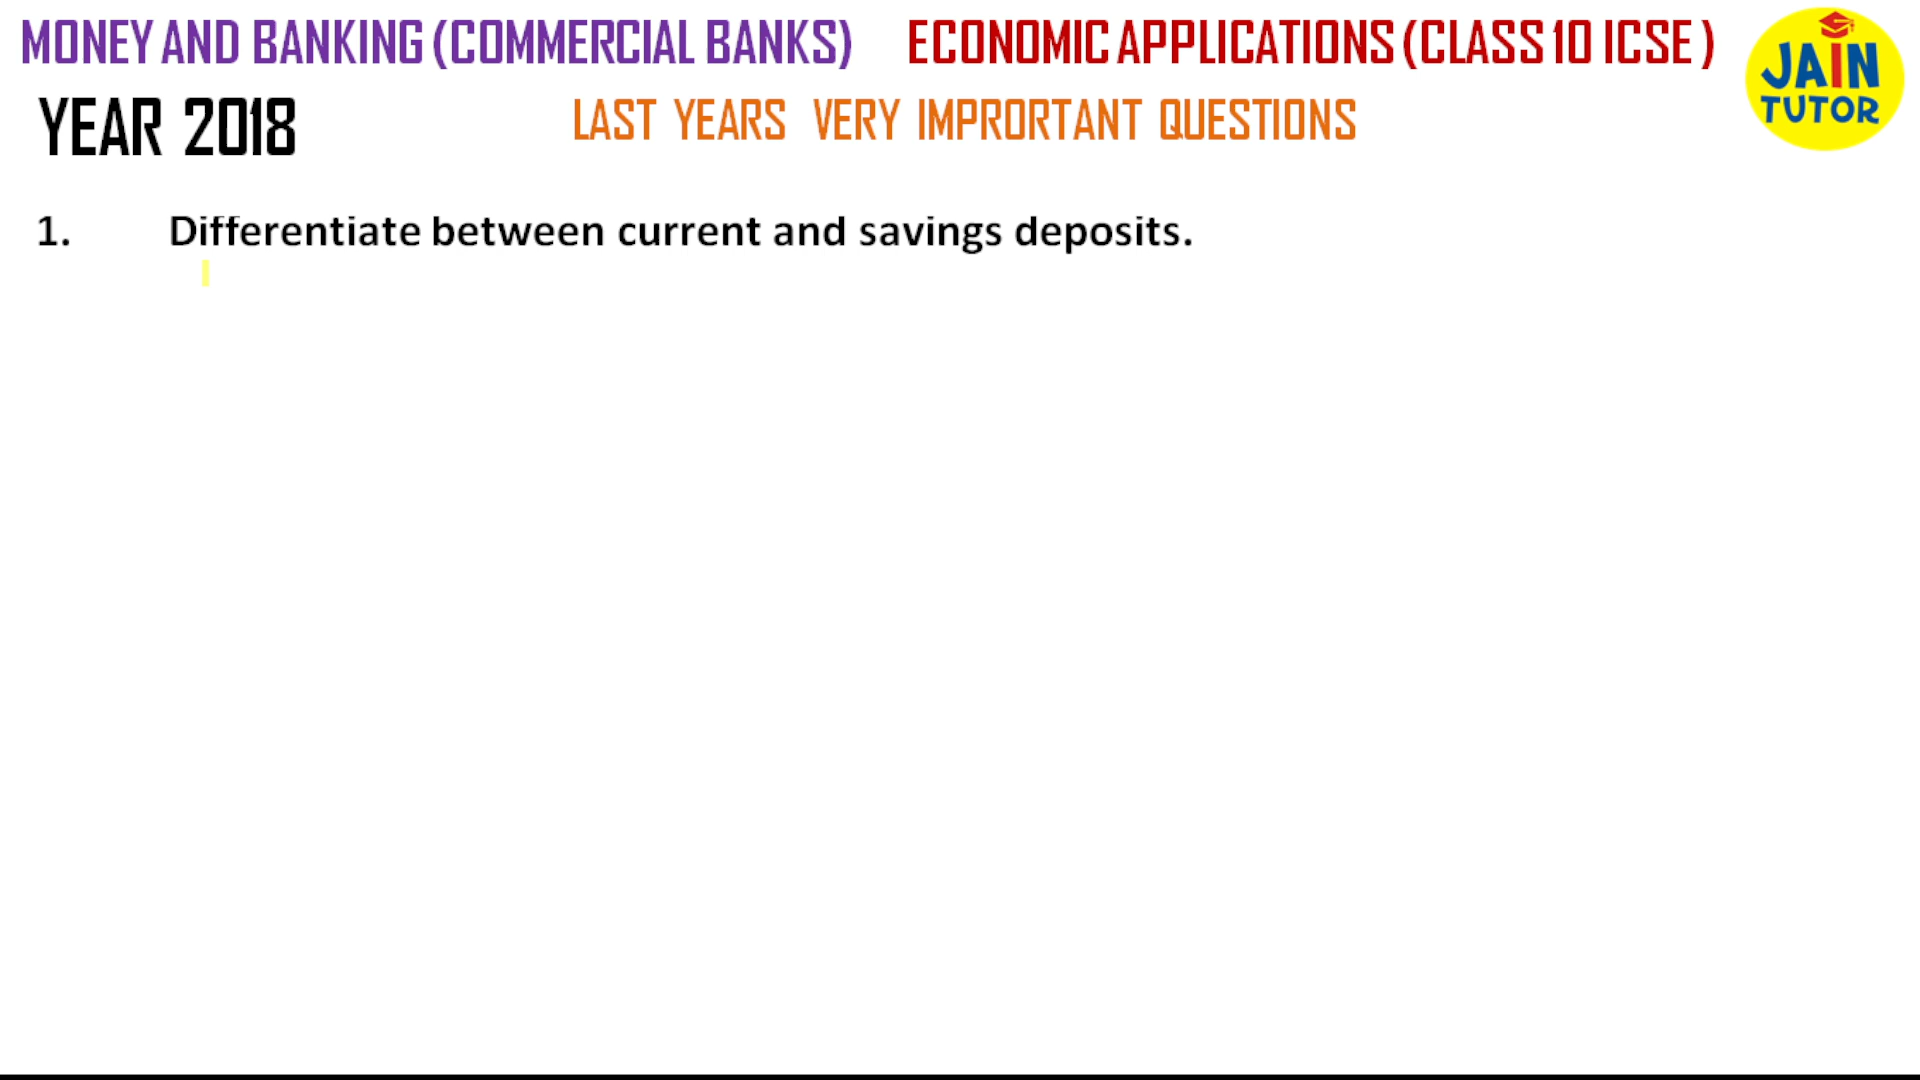 MONEY AND BANKING (COMMERCIAL BANKS) ECONOMIC APPLICATIONS (CLASS 10 ICSE )
YEAR 2018 LAST YEARS VERY IMPRORTANT QUESTIONS
JAIN
TUTOR
1. Differentiate between current and savings deposits.